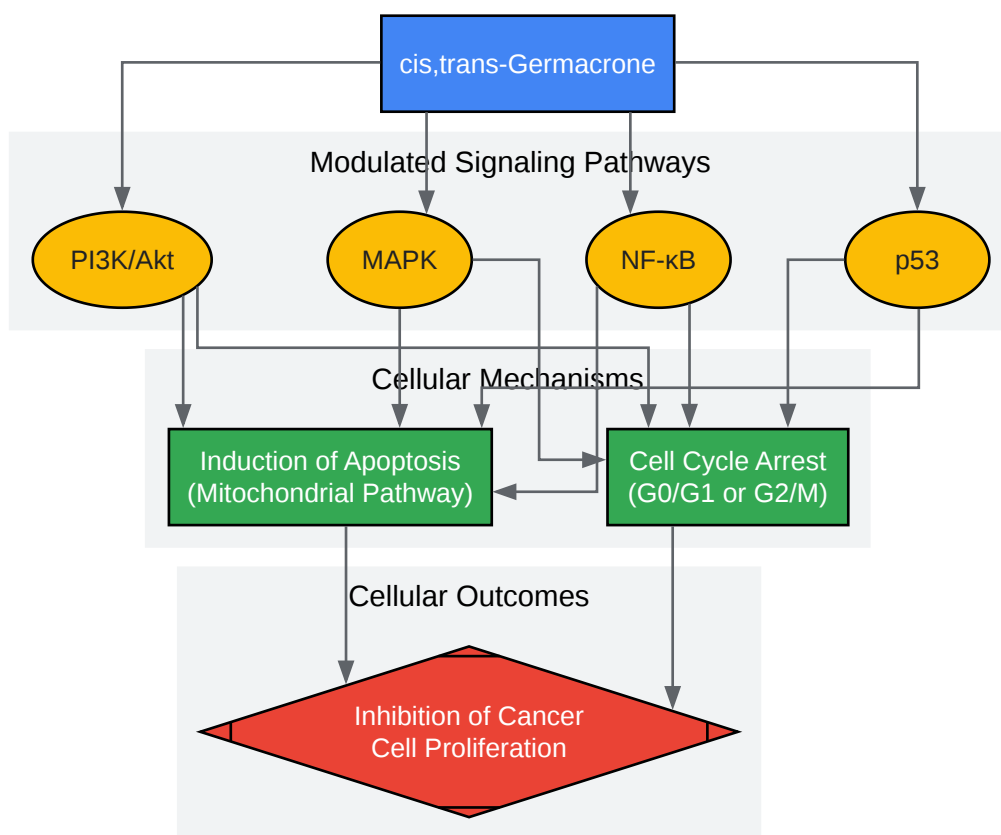 cis,trans-Germacrone
Modulated Signaling Pathways
PI3K/Akt
MAPK
NF-κB
p53
Cellular Mechanisms
Induction of Apoptosis
(Mitochondrial Pathway)
Cell Cycle Arrest
(G0/G1 or G2/M)
Cellular Outcomes
Inhibition of Cancer
Cell Proliferation